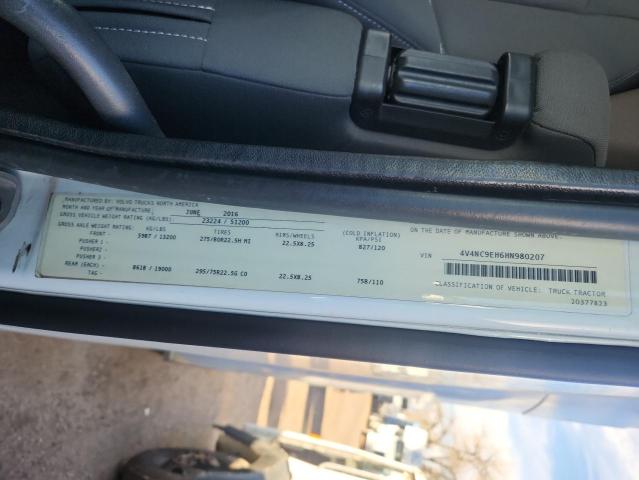 MANUFACTURED BY: VOLVO TRUCKS NORTH AMERICA
MONTH AND YEAR OF MANUFACTURE JUNE 2016
GROSS VEHICLE WEIGHT RATING (KG/LBS) 23224 / 51200
GROSS AXLE WEIGHT RATING KG/LBS TIRES RIMS/WHEELS (COLD INFLATION) KPA/PSI
FRONT 5987 / 13200 275/80R22.5H MI 22.5X8.25 827/120
PUSHER 1 -
PUSHER2 -
PUSHER 3 -
REAR (EACH) - 8618 / 19000 295/75R22.5G CO 22.5X8.25 758/110
TAG -
ON THE DATE OF MANUFACTURE SHOWN ABOVE.
VIN 4V4NC9EH6HN980207
CLASSIFICATION OF VEHICLE: TRUCK TRACTOR
20377823